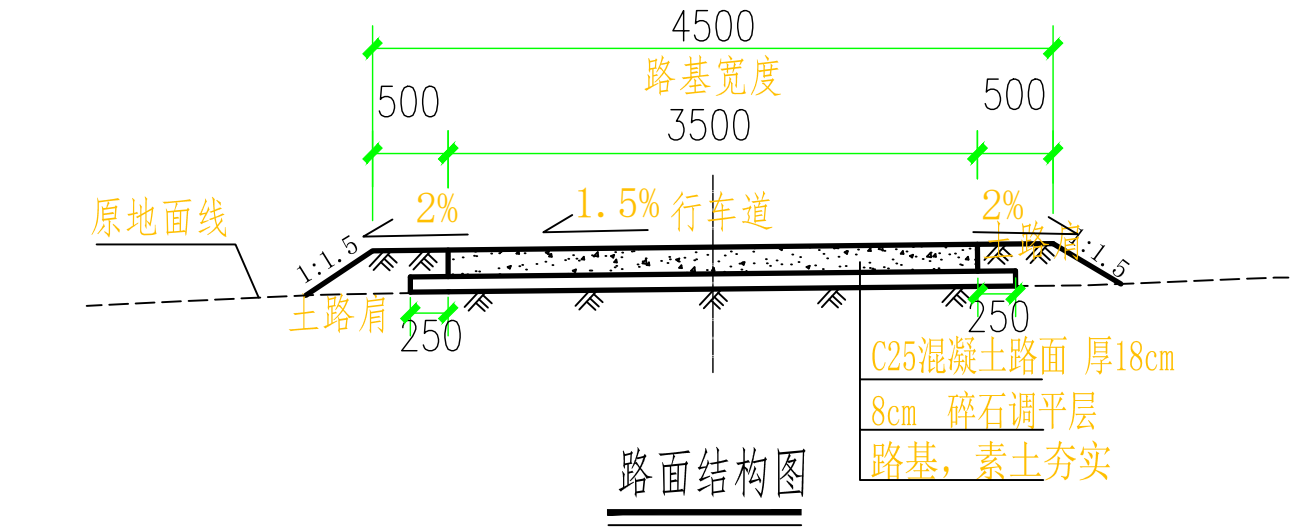 4500
路基宽度
500
3500
500
原地面线
2%
1.5% 行车道
2%
土路肩
1:1.5
:1.5
土路肩
250
250
C25混凝土路面 厚18cm
8cm 碎石调平层
路基，素土夯实
路面结构图